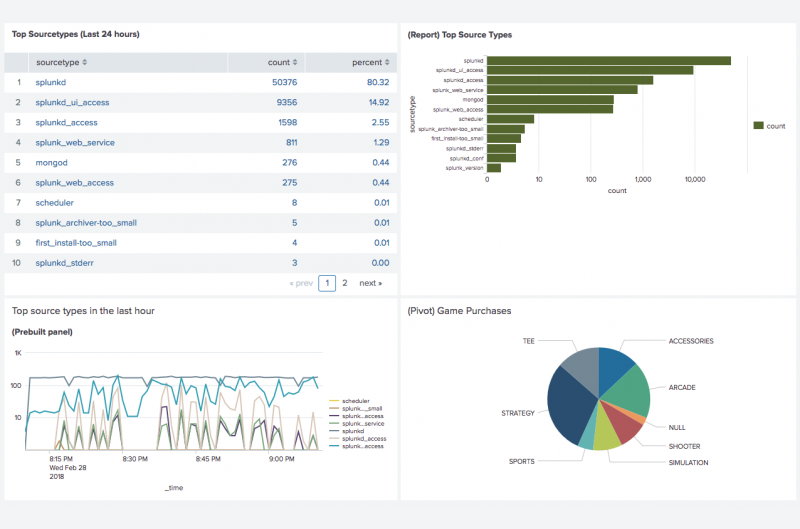 Top Sourcetypes (Last 24 hours)
sourcetype count percent
1 splunkd 50376 80.32
2 splunkd_ui_access 9356 14.92
3 splunkd_access 1598 2.55
4 splunk_web_service 811 1.29
5 mongod 276 0.44
6 splunk_web_access 275 0.44
7 scheduler 8 0.01
8 splunk_archiver-too_small 5 0.01
9 first_install-too_small 4 0.01
10 splunkd_stderr 3 0.00
« prev 1 2 next »
(Report) Top Source Types
sourcetype
splunkd
splunkd_ui_access
splunkd_access
splunk_web_service
mongod
splunk_web_access
scheduler
splunk_archiver-too_small
first_install-too_small
splunkd_stderr
splunkd_conf
splunk_version
0 10 100 1,000 10,000
count
count
Top source types in the last hour
(Prebuilt panel)
1K
100
10
8:15 PM 8:30 PM 8:45 PM 9:00 PM
Wed Feb 28
2018
_time
scheduler
splunk_..._small
splunk_...access
splunk_...service
splunkd
splunkd_access
splunk_...access
(Pivot) Game Purchases
TEE
ACCESSORIES
ARCADE
STRATEGY
NULL
SHOOTER
SPORTS
SIMULATION